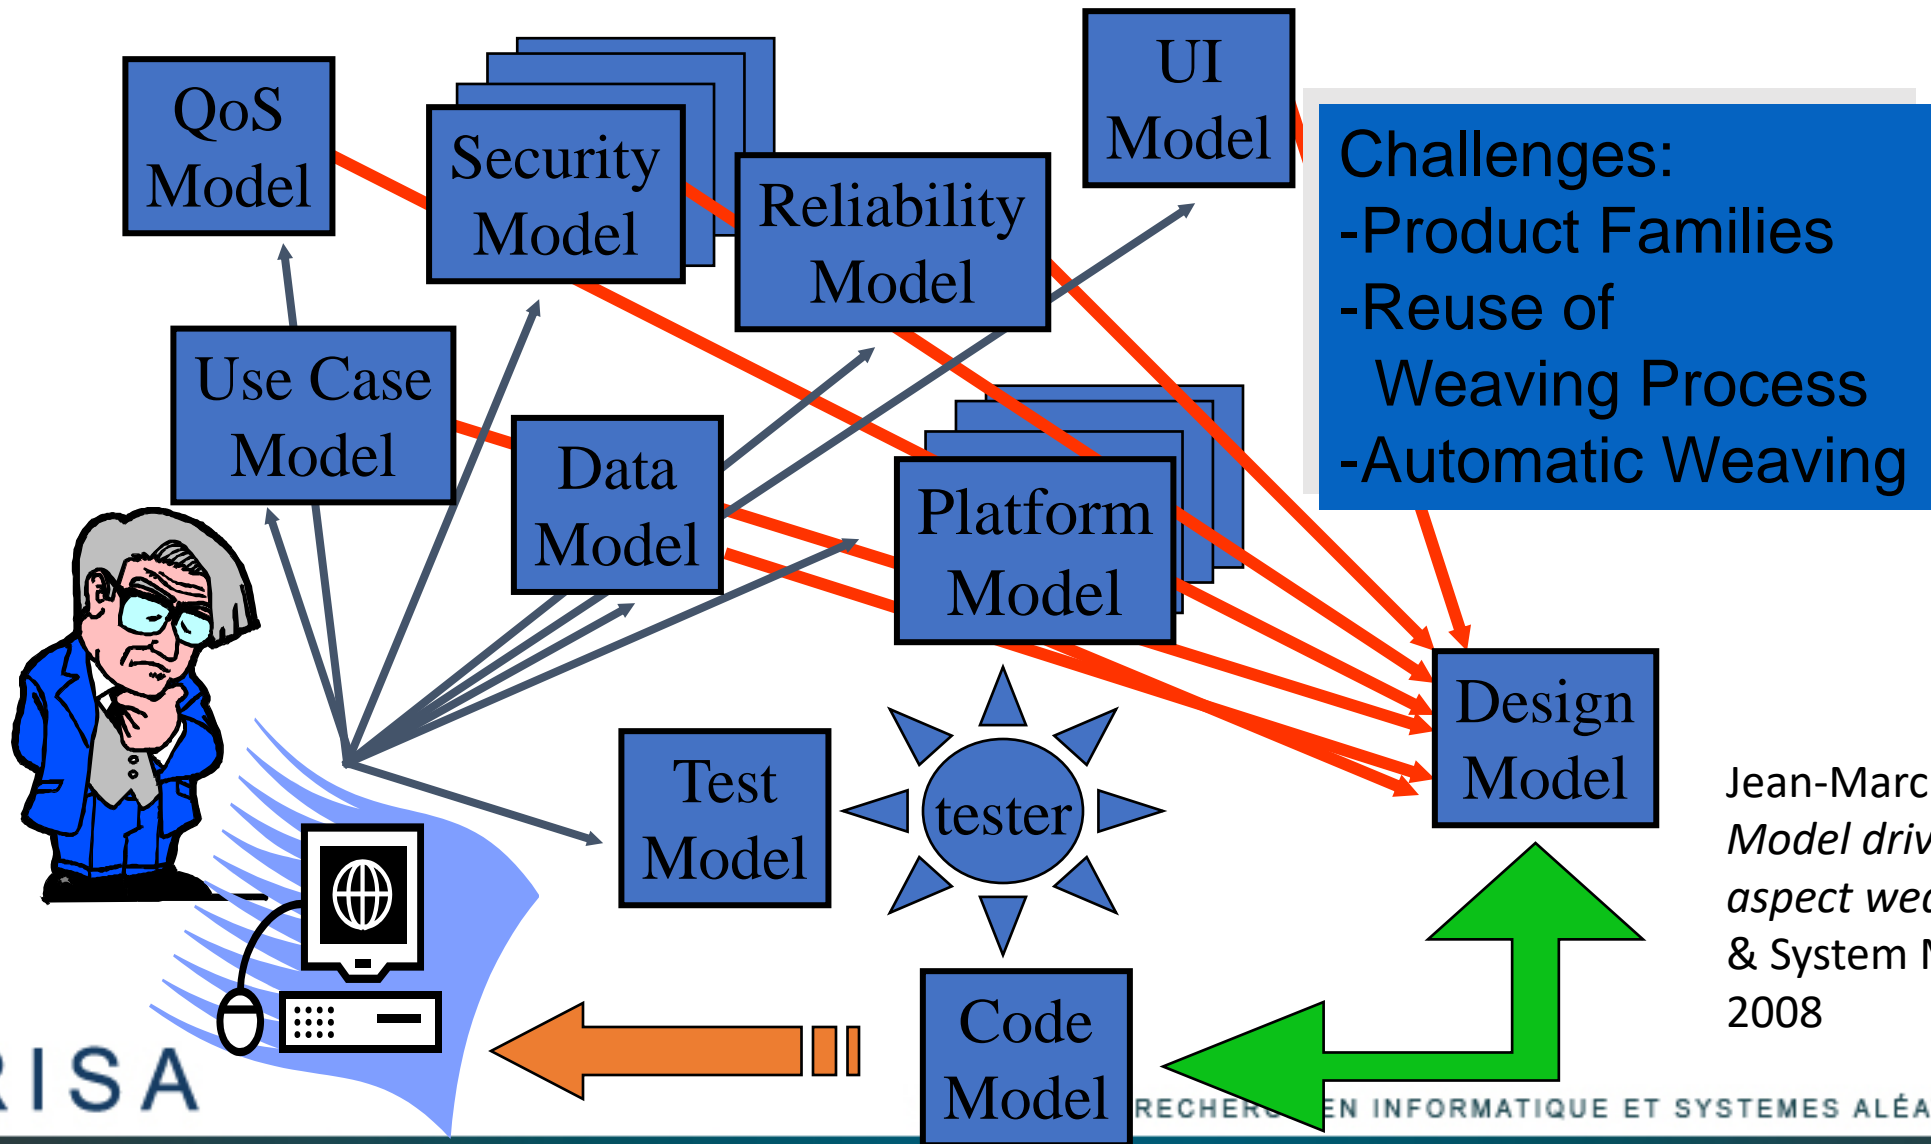 QoS
Model
Security
Model
Reliability
Model
UI
Model
Challenges:
-Product Families
-Reuse of
Weaving Process
-Automatic Weaving
Use Case
Model
Data
Model
Platform
Model
Design
Model
Test
Model
tester
Code
Model
Jean-Marc
Model driv
aspect wea
& System M
2008
RISA
RECHERC EN INFORMATIQUE ET SYSTEMES ALÉA